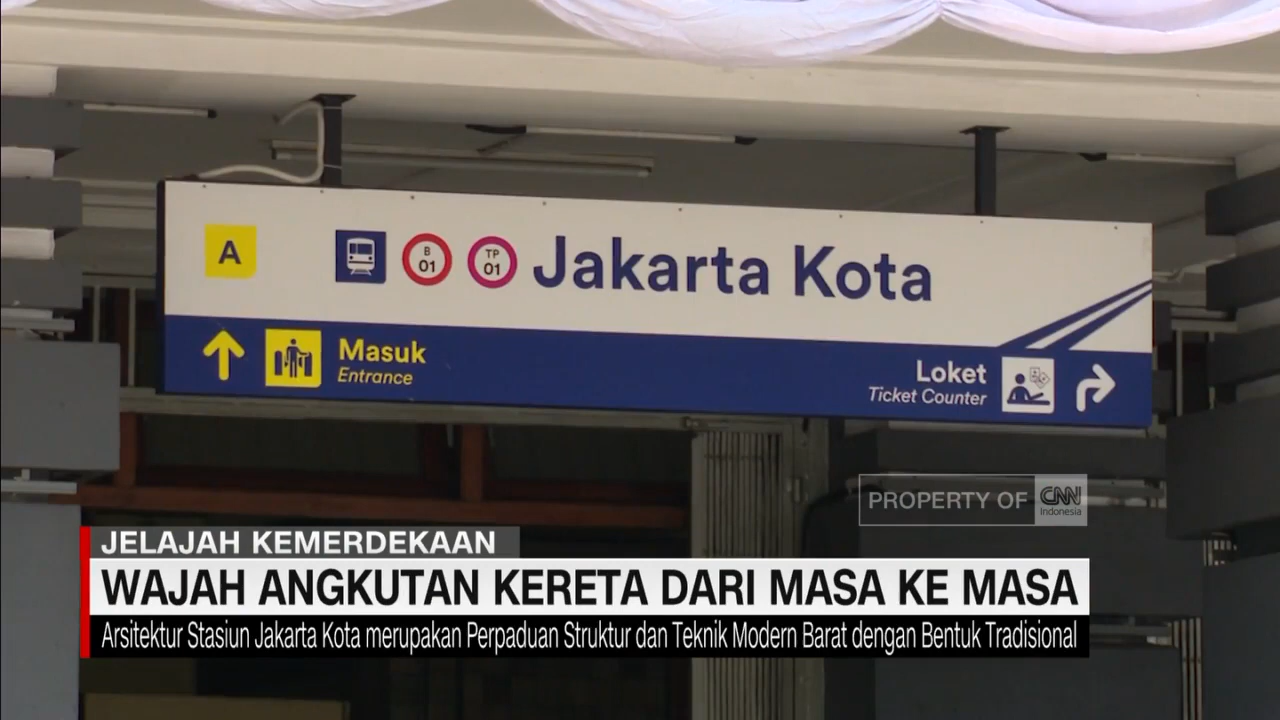 A
B
01
TP
01
Jakarta Kota
Masuk
Entrance
Loket
Ticket Counter
PROPERTY OF CNN Indonesia
JELAJAH KEMERDEKAAN
WAJAH ANGKUTAN KERETA DARI MASA KE MASA
Arsitektur Stasiun Jakarta Kota merupakan Perpaduan Struktur dan Teknik Modern Barat dengan Bentuk Tradisional